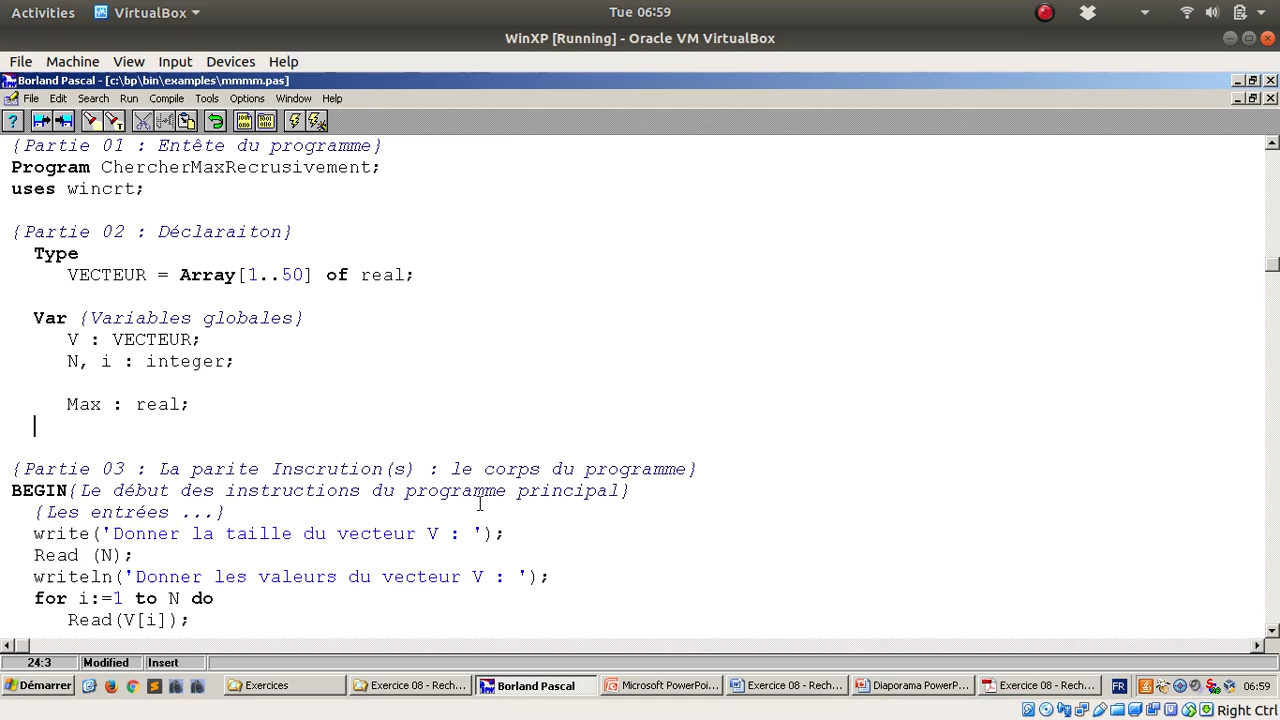 Activities VirtualBox Tue 06:59
WinXP [Running] - Oracle VM VirtualBox
File Machine View Input Devices Help
Borland Pascal - [c:\bp\bin\examples\mmmm.pas]
File Edit Search Run Compile Tools Options Window Help
{Partie 01 : Entête du programme}
Program ChercherMaxRecrusivement;
uses wincrt;
{Partie 02 : Déclaraiton}
Type
VECTEUR = Array[1..50] of real;
Var {Variables globales}
V : VECTEUR;
N, i : integer;
Max : real;
{Partie 03 : La parite Inscrution(s) : le corps du programme}
BEGIN{Le début des instructions du programme principal}
{Les entrées ...}
write('Donner la taille du vecteur V : ');
Read (N);
writeln('Donner les valeurs du vecteur V : ');
for i:=1 to N do
Read(V[i]);
24:3 Modified Insert
Démarrer Exercices Exercice 08 - Rech... Borland Pascal Microsoft PowerPoi... Exercice 08 - Rech... Diaporama PowerP... Exercice 08 - Rech... FR 06:59
Right Ctrl